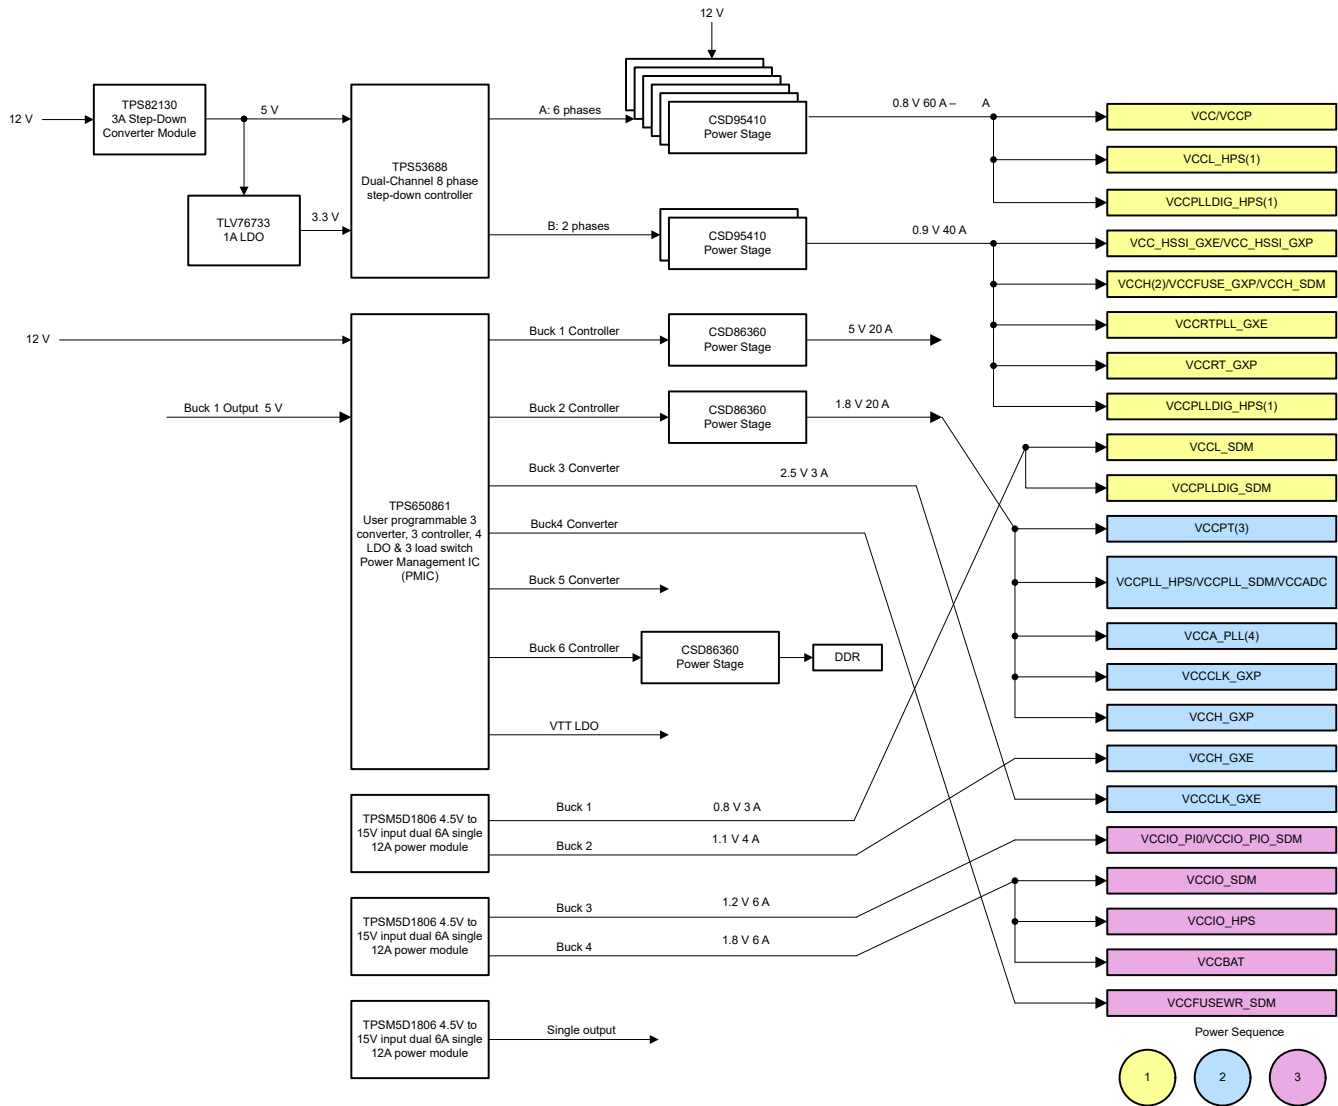 12 V
TPS82130
3A Step-Down
Converter Module
12 V
5 V
TLV76733
1A LDO
3.3 V
TPS53688
Dual-Channel 8 phase
step-down controller
A: 6 phases
CSD95410
Power Stage
0.8 V 60 A – A
B: 2 phases
CSD95410
Power Stage
0.9 V 40 A
VCC/VCCP
VCCL_HPS(1)
VCCPLLDIG_HPS(1)
VCC_HSSI_GXE/VCC_HSSI_GXP
VCCH(2)/VCCFUSE_GXP/VCCH_SDM
VCCRTPLL_GXE
VCCRT_GXP
VCCPLLDIG_HPS(1)
VCCL_SDM
VCCPLLDIG_SDM
VCCPT(3)
VCCPLL_HPS/VCCPLL_SDM/VCCADC
VCCA_PLL(4)
VCCCLK_GXP
VCCH_GXP
VCCH_GXE
VCCCLK_GXE
VCCIO_PI0/VCCIO_PIO_SDM
VCCIO_SDM
VCCIO_HPS
VCCBAT
VCCFUSEWR_SDM
12 V
Buck 1 Output 5 V
TPS650861
User programmable 3
converter, 3 controller, 4
LDO & 3 load switch
Power Management IC
(PMIC)
Buck 1 Controller
CSD86360
Power Stage
5 V 20 A
Buck 2 Controller
CSD86360
Power Stage
1.8 V 20 A
Buck 3 Converter
2.5 V 3 A
Buck4 Converter
Buck 5 Converter
Buck 6 Controller
CSD86360
Power Stage
DDR
VTT LDO
TPSM5D1806 4.5V to
15V input dual 6A single
12A power module
Buck 1
0.8 V 3 A
Buck 2
1.1 V 4 A
TPSM5D1806 4.5V to
15V input dual 6A single
12A power module
Buck 3
1.2 V 6 A
Buck 4
1.8 V 6 A
TPSM5D1806 4.5V to
15V input dual 6A single
12A power module
Single output
Power Sequence
1
2
3